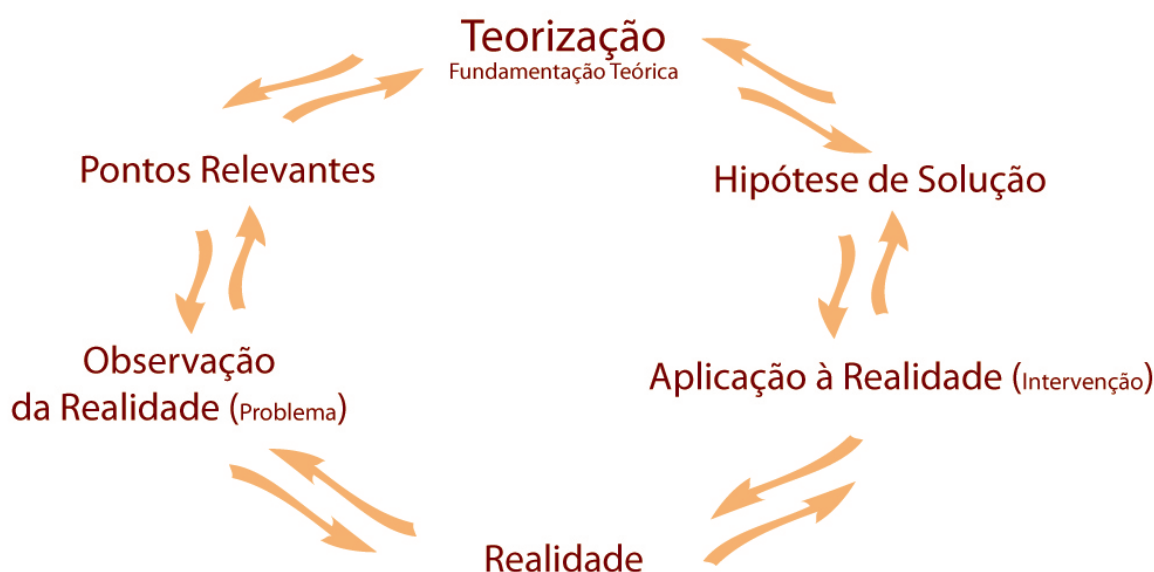 Teorização
Fundamentação Teórica
Pontos Relevantes
Hipótese de Solução
Observação
da Realidade (Problema)
Aplicação à Realidade (Intervenção)
Realidade